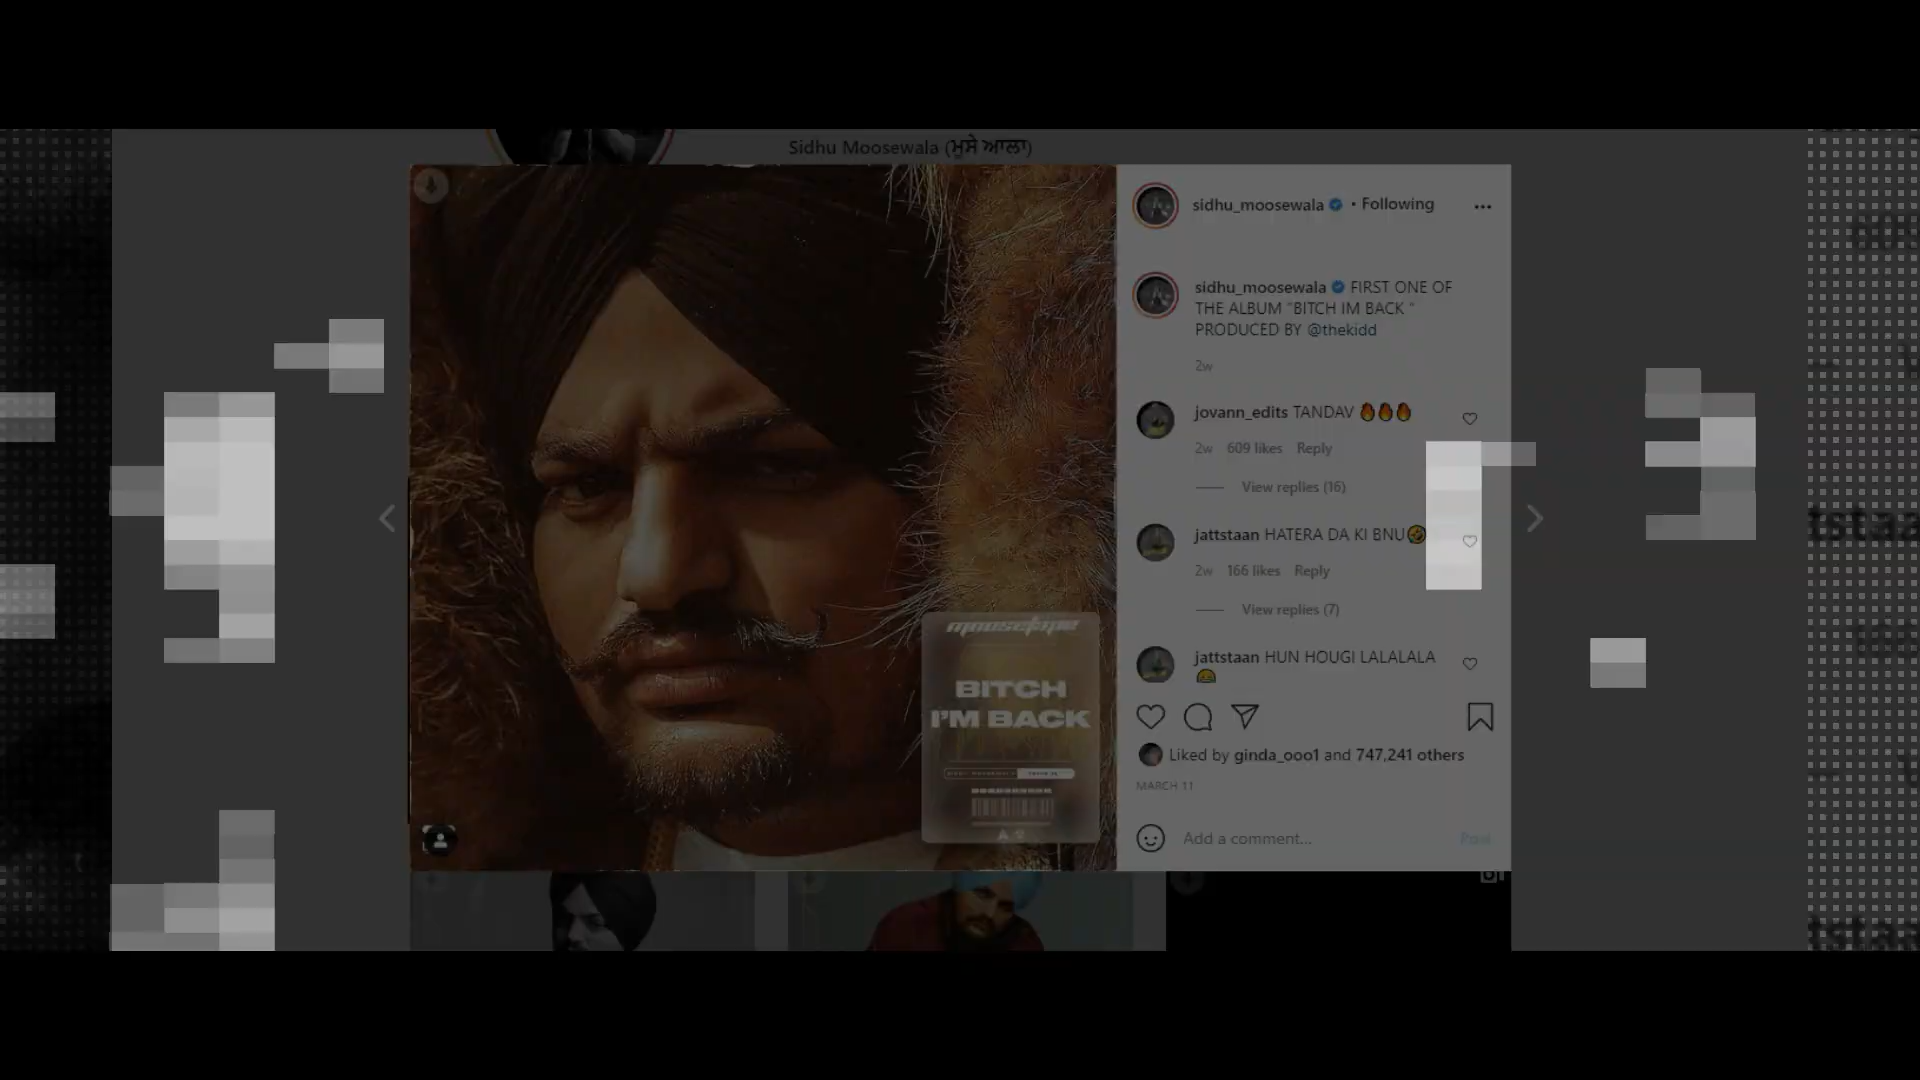 Sidhu Moosewala (ਮੁਸੇ ਆਲਾ)
sidhu_moosewala • Following
sidhu_moosewala FIRST ONE OF
THE ALBUM "BITCH IM BACK "
PRODUCED BY @thekidd
2w
jovann_edits TANDAV 🔥🔥🔥
2w 609 likes Reply
View replies (16)
jattstaan HATERA DA KI BNU🤣
2w 166 likes Reply
View replies (7)
jattstaan HUN HOUGI LALALALA
😂
Liked by ginda_ooo1 and 747,241 others
MARCH 11
Add a comment...
Post
moosetape
BITCH
I'M BACK
tstaa
tstaa